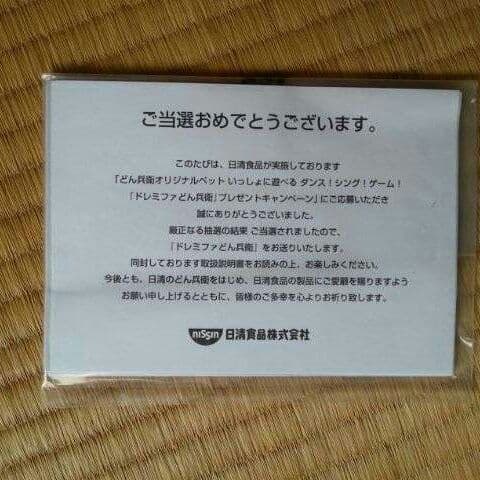 ご当選おめでとうございます。
このたびは、日清食品が実施しております
「どん兵衛オリジナルペット いっしょに遊べる ダンス!シング!ゲーム!
「ドレミファどん兵衛」プレゼントキャンペーン」にご応募いただき
誠にありがとうございました。
厳正なる抽選の結果 ご当選されましたので、
「ドレミファどん兵衛」をお送りいたします。
同封しております取扱説明書をお読みの上、お楽しみください。
今後とも、日清のどん兵衛をはじめ、日清食品の製品にご愛顧を賜りますよう
お願い申し上げるとともに、皆様のご多幸を心よりお祈り致します。
NISSIN 日清食品株式会社